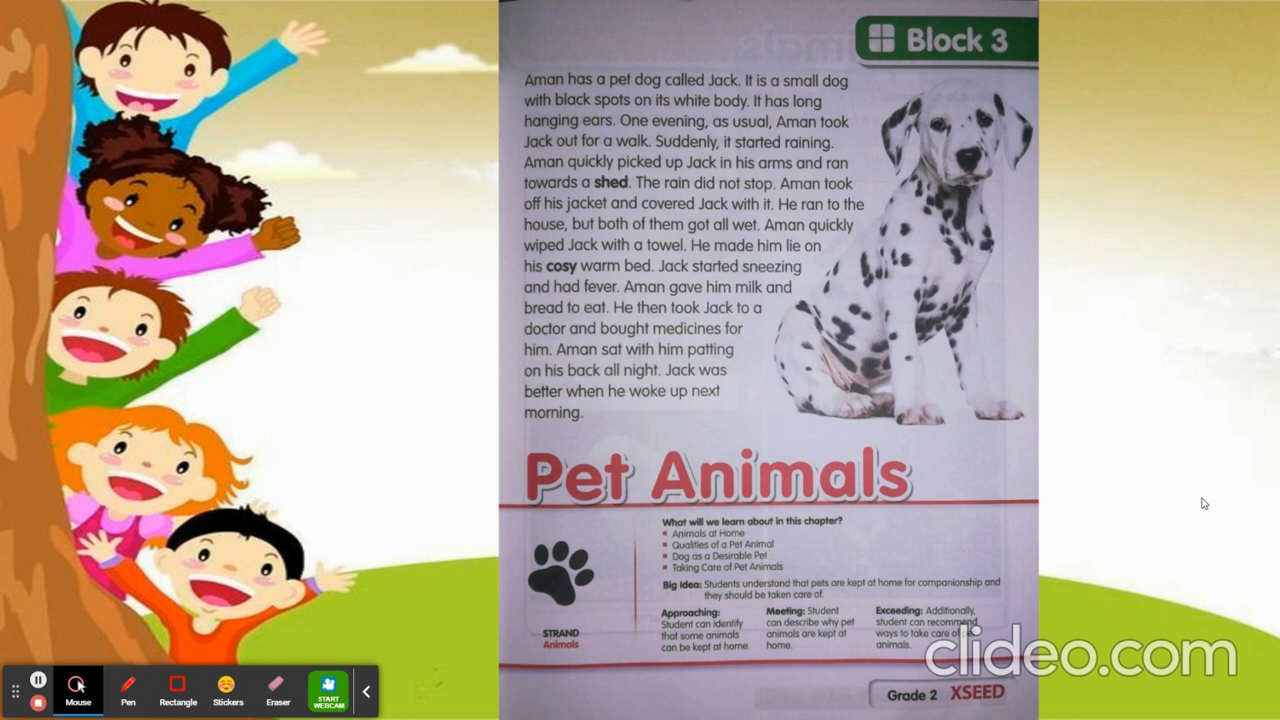 Block 3
Aman has a pet dog called Jack. It is a small dog
with black spots on its white body. It has long
hanging ears. One evening, as usual, Aman took
Jack out for a walk. Suddenly, it started raining.
Aman quickly picked up Jack in his arms and ran
towards a shed. The rain did not stop. Aman took
off his jacket and covered Jack with it. He ran to the
house, but both of them got all wet. Aman quickly
wiped Jack with a towel. He made him lie on
his cosy warm bed. Jack started sneezing
and had fever. Aman gave him milk and
bread to eat. He then took Jack to a
doctor and bought medicines for
him. Aman sat with him patting
on his back all night. Jack was
better when he woke up next
morning.
Pet Animals
What will we learn about in this chapter?
Animals at Home
Qualities of a Pet Animal
Dog as a Desirable Pet
Taking Care of Pet Animals
Big Idea: Students understand that pets are kept at home for companionship and
they should be taken care of.
STRAND
Animals
Approaching:
Student can identify
that some animals
can be kept at home.
Meeting: Student
can describe why pet
animals are kept at
home.
Exceeding: Additionally,
student can recommend
ways to take care of pet
animals.
clideo.com
Grade 2 XSEED
Mouse
Pen
Rectangle
Stickers
Eraser
START
WEBCAM